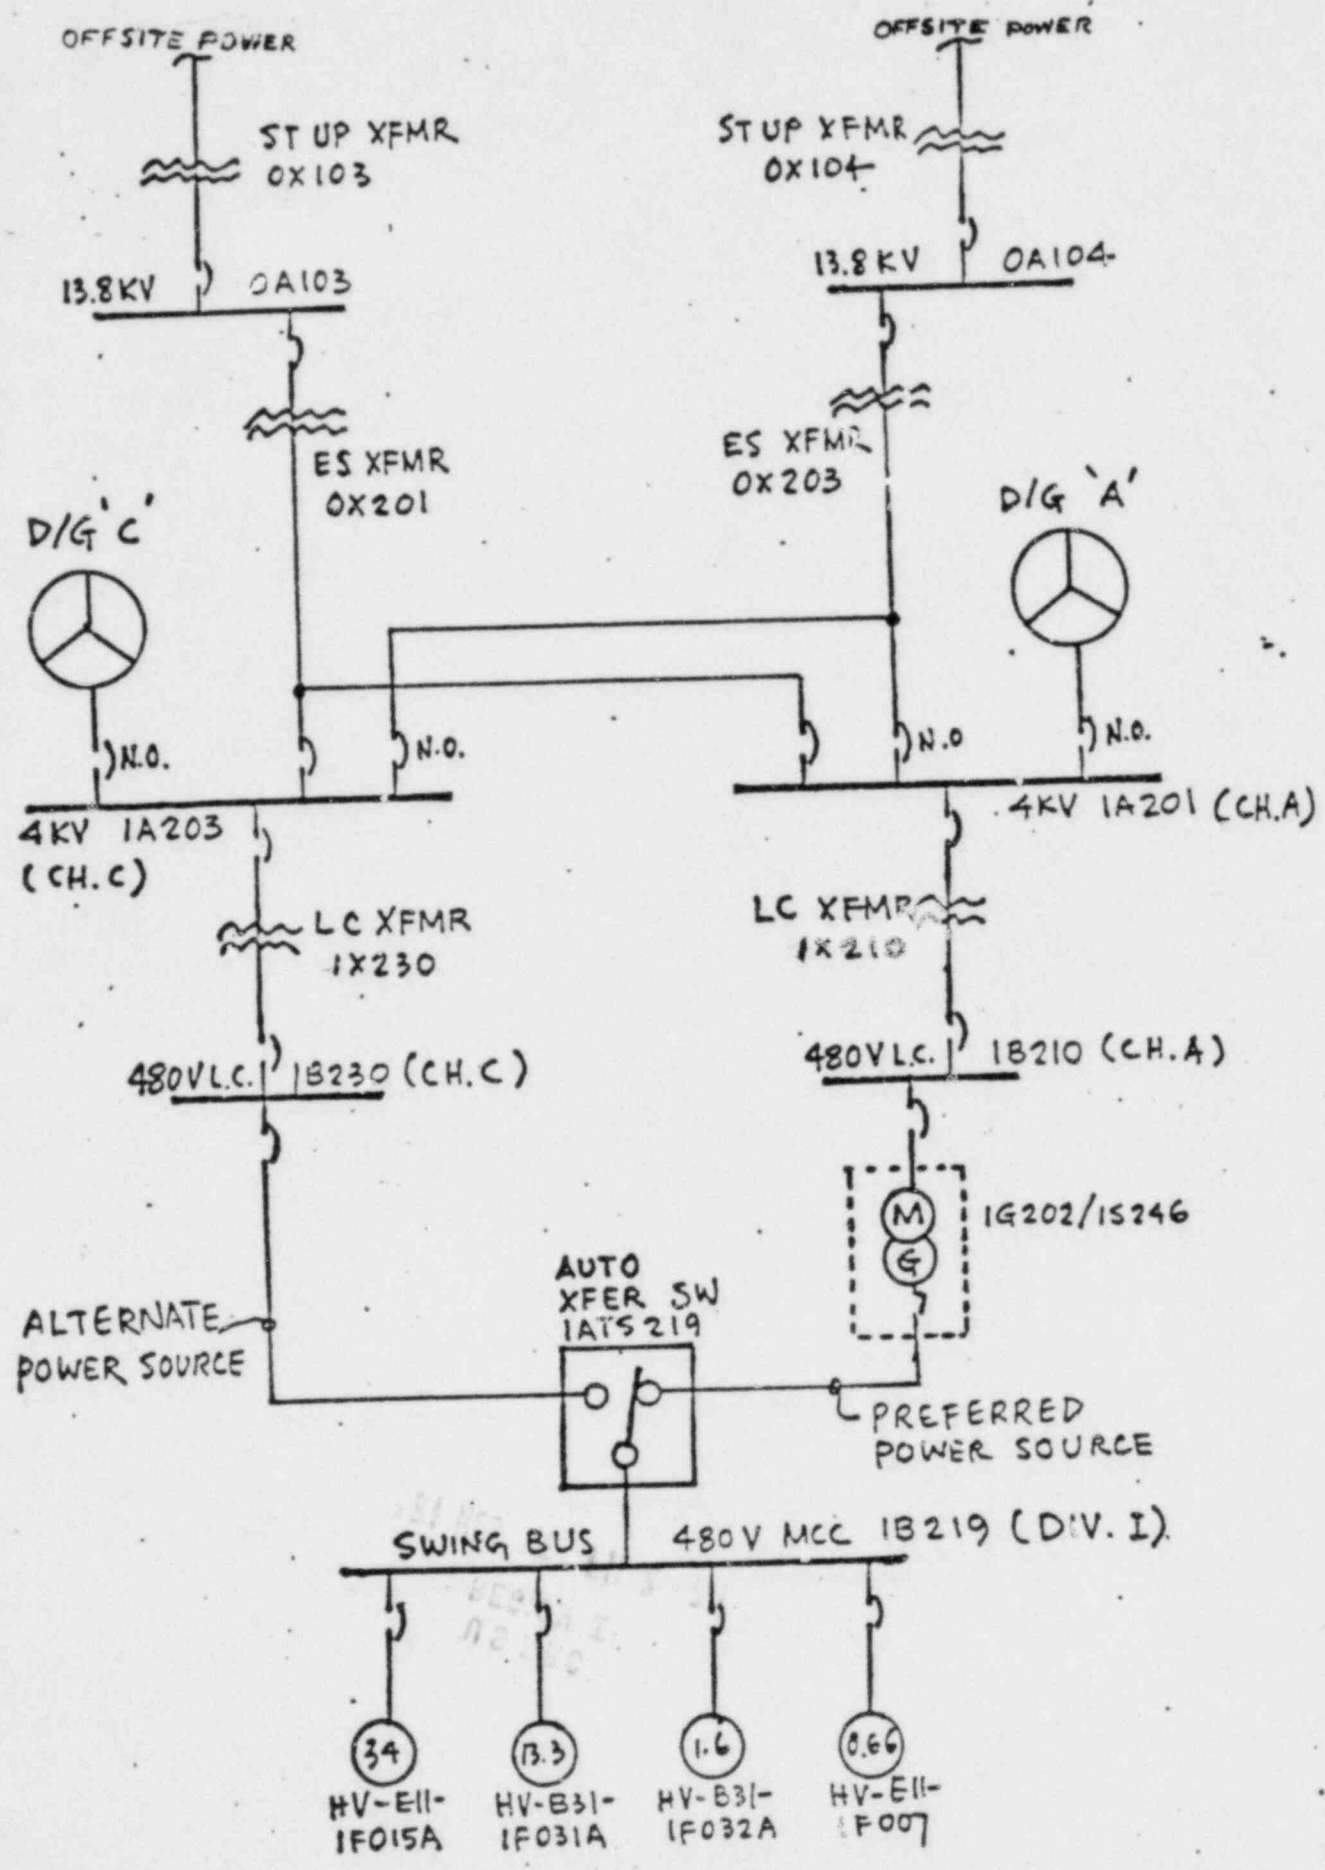 OFFSITE POWER
OFFSITE POWER
ST UP XFMR
0X103
ST UP XFMR
0X104
13.8KV 0A103
13.8KV 0A104
ES XFMR
0X201
ES XFMR
0X203
D/G 'C'
D/G 'A'
N.O.
N.O.
N.O
N.O.
4KV 1A203
(CH.C)
4KV 1A201 (CH.A)
LC XFMR
1X230
LC XFMR
1X210
480V L.C. 1B230 (CH.C)
480V L.C. 1B210 (CH.A)
M
G
1G202/1S246
AUTO
XFER SW
1ATS219
ALTERNATE
POWER SOURCE
PREFERRED
POWER SOURCE
SWING BUS 480V MCC 1B219 (DIV. I)
34
13.3
1.6
0.66
HV-E11-
1F015A
HV-B31-
1F031A
HV-B31-
1F032A
HV-E11-
1F007